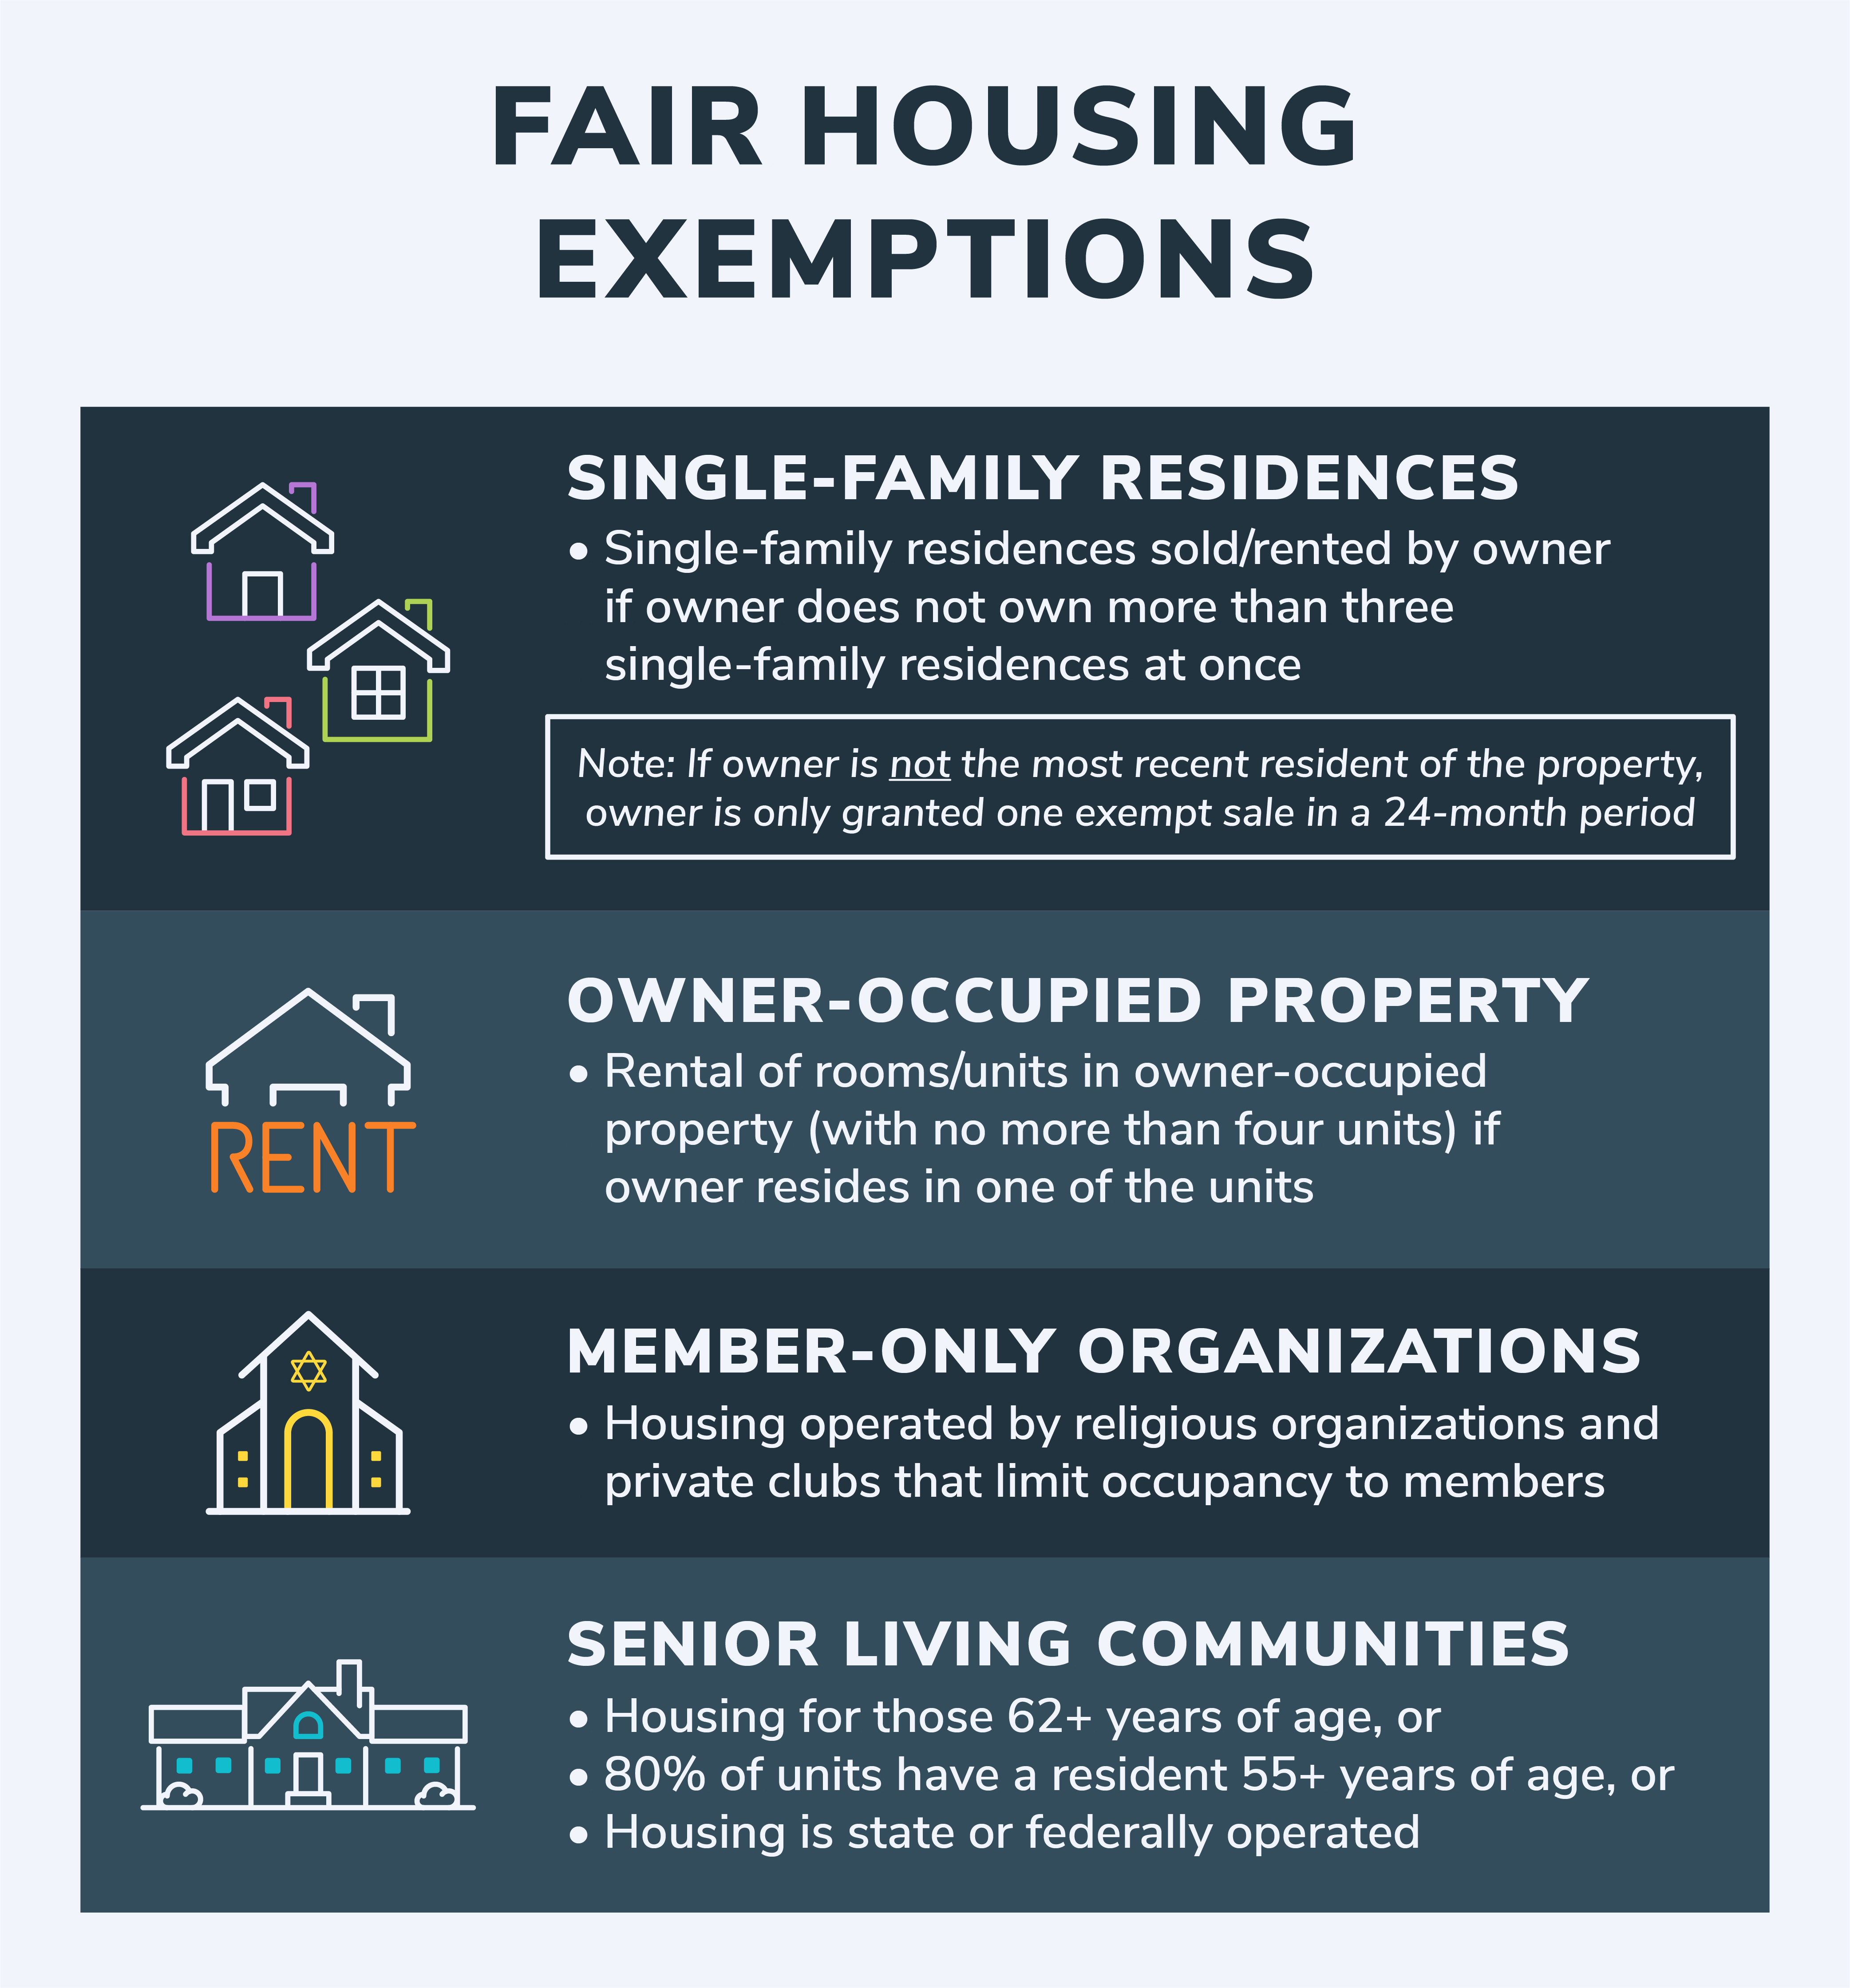 FAIR HOUSING
EXEMPTIONS
SINGLE-FAMILY RESIDENCES
• Single-family residences sold/rented by owner
if owner does not own more than three
single-family residences at once
Note: If owner is not the most recent resident of the property,
owner is only granted one exempt sale in a 24-month period
RENT
OWNER-OCCUPIED PROPERTY
• Rental of rooms/units in owner-occupied
property (with no more than four units) if
owner resides in one of the units
MEMBER-ONLY ORGANIZATIONS
• Housing operated by religious organizations and
private clubs that limit occupancy to members
SENIOR LIVING COMMUNITIES
• Housing for those 62+ years of age, or
• 80% of units have a resident 55+ years of age, or
• Housing is state or federally operated